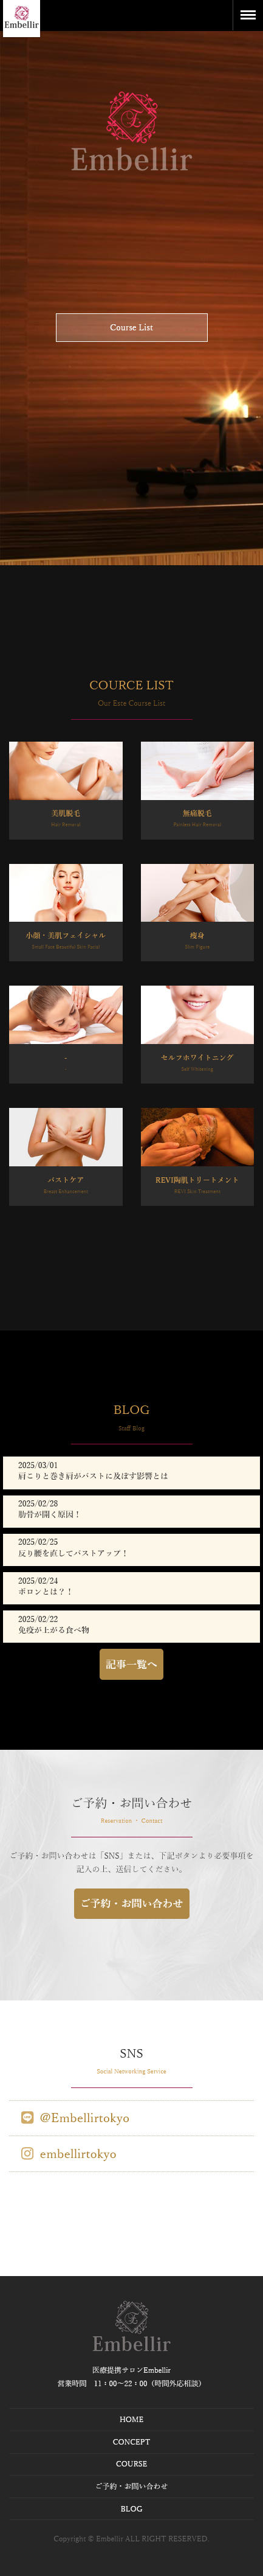 Embellir
Embellir
Course List
COURCE LIST
Our Este Course List
美肌脱毛
Hair Removal
無痛脱毛
Painless Hair Removal
小顔・美肌フェイシャル
Small Face Beautiful Skin Facial
痩身
Slim Figure
-
セルフホワイトニング
Self Whitening
バストケア
Breast Enhancement
REVI陶肌トリートメント
REVI Skin Treatment
BLOG
Staff Blog
2025/03/01
肩こりと巻き肩がバストに及ぼす影響とは
2025/02/28
肋骨が開く原因！
2025/02/25
反り腰を直してバストアップ！
2025/02/24
ボロンとは？！
2025/02/22
免疫が上がる食べ物
記事一覧へ
ご予約・お問い合わせ
Reservation ・ Contact
ご予約・お問い合わせは「SNS」または、下記ボタンより必要事項を
記入の上、送信してください。
ご予約・お問い合わせ
SNS
Social Networking Service
@Embellirtokyo
embellirtokyo
Embellir
医療提携サロンEmbellir
営業時間　11：00～22：00（時間外応相談）
HOME
CONCEPT
COURSE
ご予約・お問い合わせ
BLOG
Copyright © Embellir ALL RIGHT RESERVED.